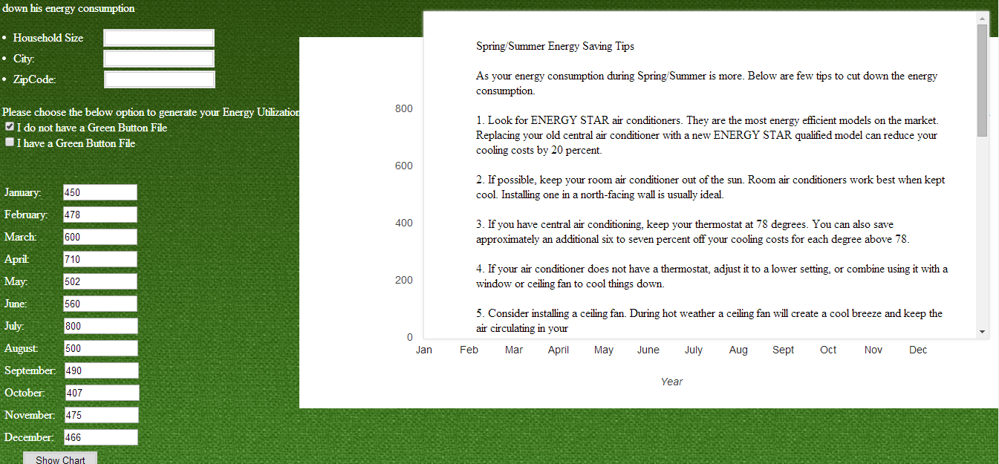 down his energy consumption
• Household Size
• City:
• ZipCode:
Please choose the below option to generate your Energy Utilization
I do not have a Green Button File
I have a Green Button File
January: 450
February: 478
March: 600
April: 710
May: 502
June: 560
July: 800
August: 500
September: 490
October: 407
November: 475
December: 466
Show Chart
Spring/Summer Energy Saving Tips
As your energy consumption during Spring/Summer is more. Below are few tips to cut down the energy
consumption.
1. Look for ENERGY STAR air conditioners. They are the most energy efficient models on the market.
Replacing your old central air conditioner with a new ENERGY STAR qualified model can reduce your
cooling costs by 20 percent.
2. If possible, keep your room air conditioner out of the sun. Room air conditioners work best when kept
cool. Installing one in a north-facing wall is usually ideal.
3. If you have central air conditioning, keep your thermostat at 78 degrees. You can also save
approximately an additional six to seven percent off your cooling costs for each degree above 78.
4. If your air conditioner does not have a thermostat, adjust it to a lower setting, or combine using it with a
window or ceiling fan to cool things down.
5. Consider installing a ceiling fan. During hot weather a ceiling fan will create a cool breeze and keep the
air circulating in your
800
600
400
200
0
Jan Feb Mar April May June July Aug Sept Oct Nov Dec
Year